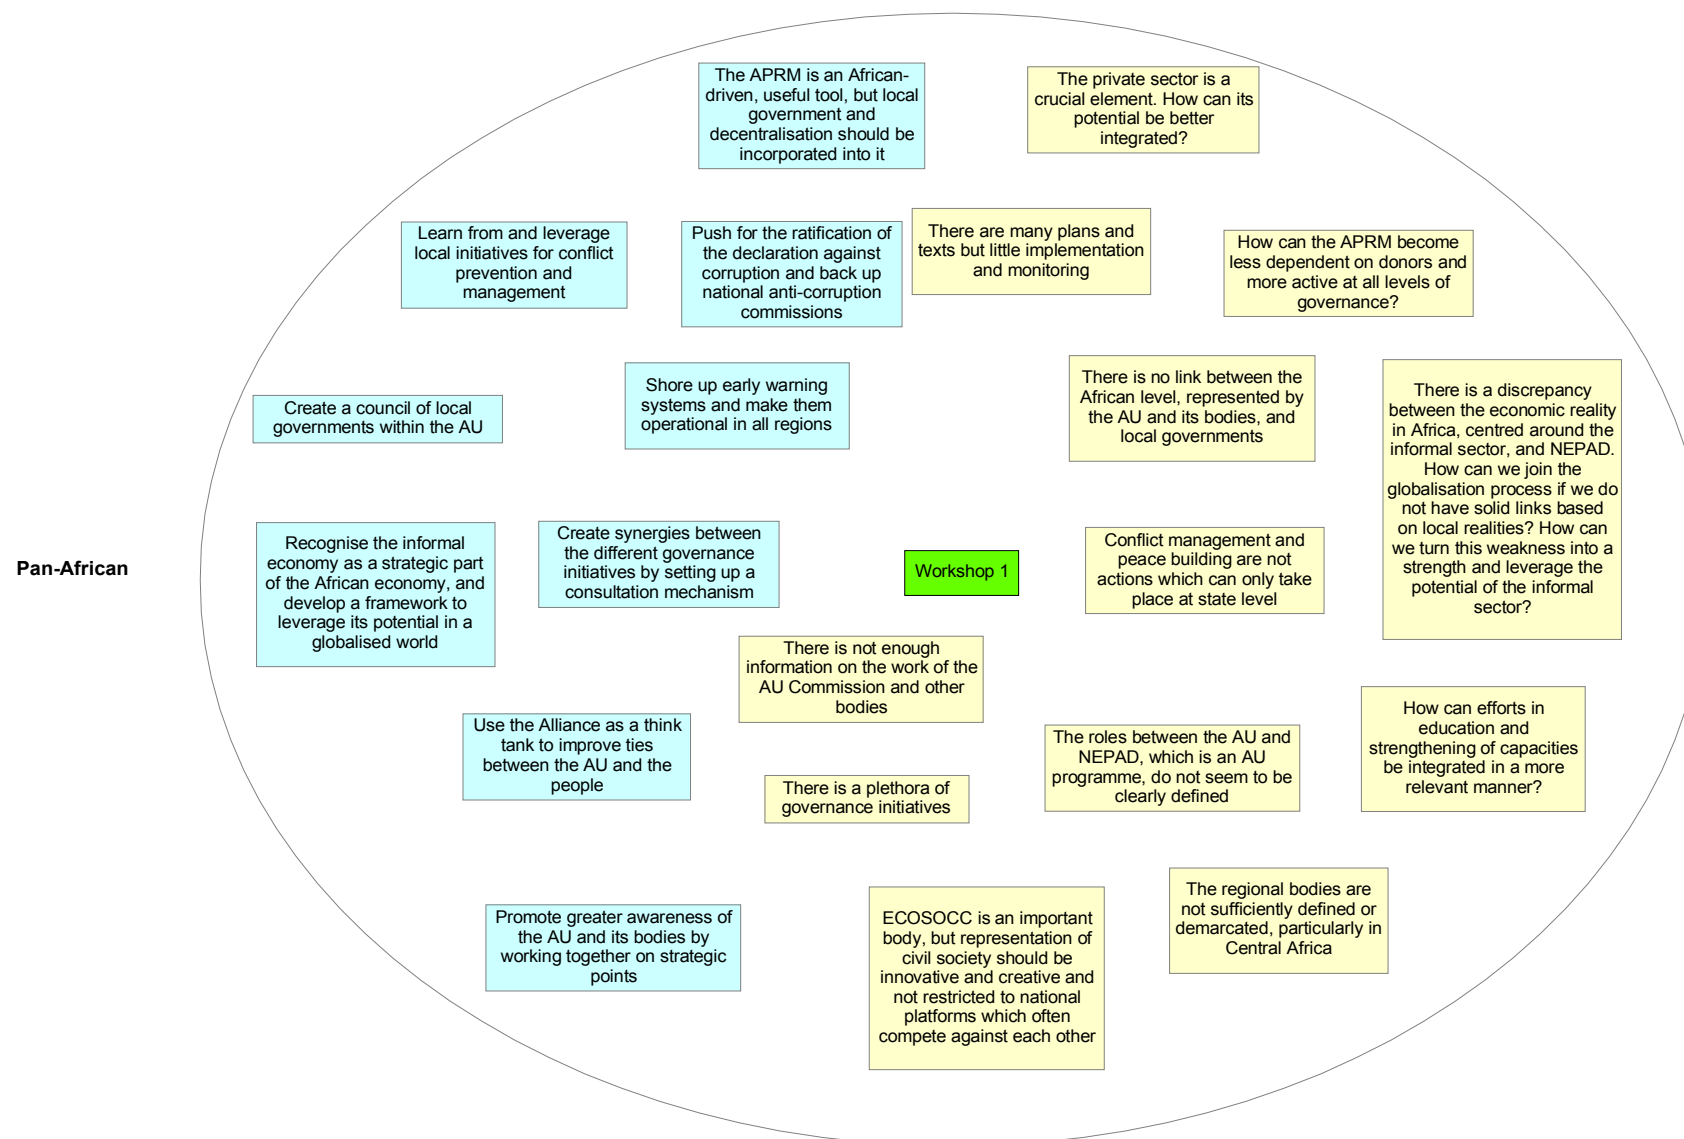 The APRM is an African-
driven, useful tool, but local
government and
decentralisation should be
incorporated into it
The private sector is a
crucial element. How can its
potential be better
integrated?
Learn from and leverage
local initiatives for conflict
prevention and
management
Push for the ratification of
the declaration against
corruption and back up
national anti-corruption
commissions
There are many plans and
texts but little implementation
and monitoring
How can the APRM become
less dependent on donors and
more active at all levels of
governance?
Create a council of local
governments within the AU
Shore up early warning
systems and make them
operational in all regions
There is no link between the
African level, represented by
the AU and its bodies, and
local governments
There is a discrepancy
between the economic reality
in Africa, centred around the
informal sector, and NEPAD.
How can we join the
globalisation process if we do
not have solid links based
on local realities? How can
we turn this weakness into a
strength and leverage the
potential of the informal
sector?
Pan-African
Recognise the informal
economy as a strategic part
of the African economy, and
develop a framework to
leverage its potential in a
globalised world
Create synergies between
the different governance
initiatives by setting up a
consultation mechanism
Workshop 1
Conflict management and
peace building are not
actions which can only take
place at state level
There is not enough
information on the work of the
AU Commission and other
bodies
Use the Alliance as a think
tank to improve ties
between the AU and the
people
There is a plethora of
governance initiatives
The roles between the AU and
NEPAD, which is an AU
programme, do not seem to be
clearly defined
How can efforts in
education and
strengthening of capacities
be integrated in a more
relevant manner?
Promote greater awareness of
the AU and its bodies by
working together on strategic
points
ECOSOCC is an important
body, but representation of
civil society should be
innovative and creative and
not restricted to national
platforms which often
compete against each other
The regional bodies are
not sufficiently defined or
demarcated, particularly in
Central Africa